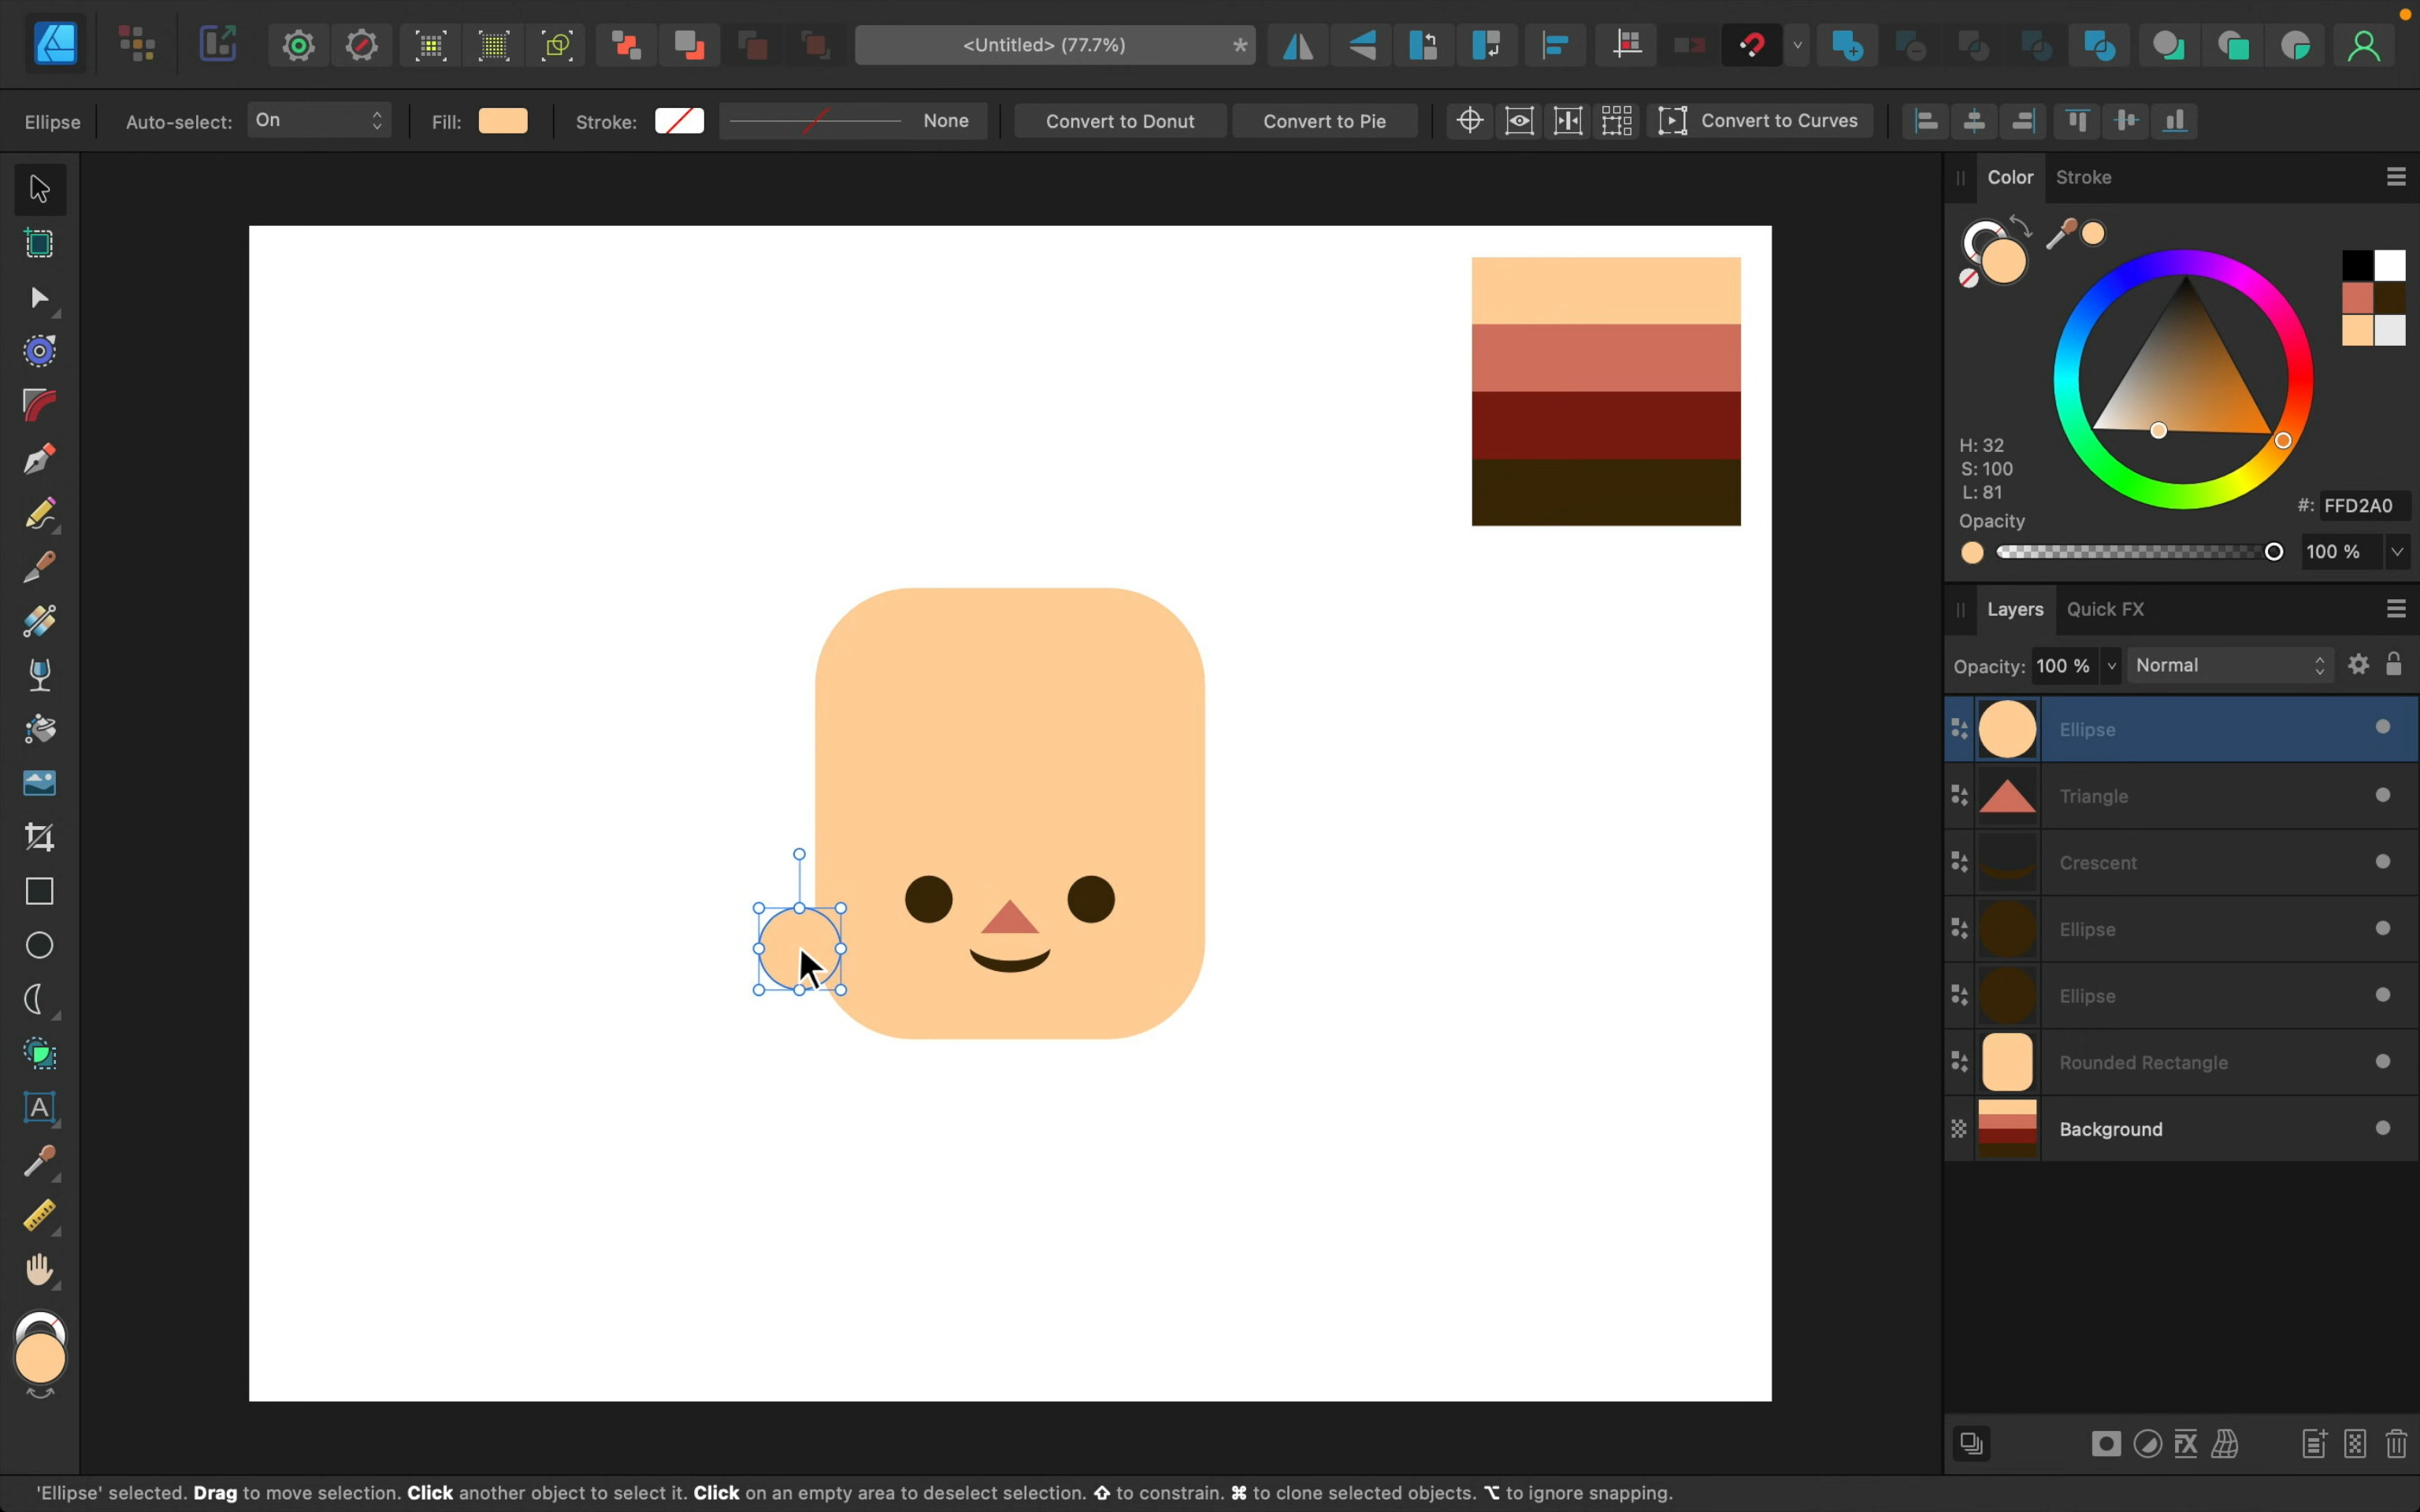 <Untitled> (77.7%) *
Ellipse Auto-select: On Fill: Stroke: None Convert to Donut Convert to Pie Convert to Curves
Color Stroke
H: 32
S: 100
L: 81
#: FFD2A0
Opacity
100 %
Layers Quick FX
Opacity: 100 % Normal
Ellipse
Triangle
Crescent
Ellipse
Ellipse
Rounded Rectangle
Background
A
FX
'Ellipse' selected. Drag to move selection. Click another object to select it. Click on an empty area to deselect selection. ⇧ to constrain. ⌘ to clone selected objects. ⌥ to ignore snapping.